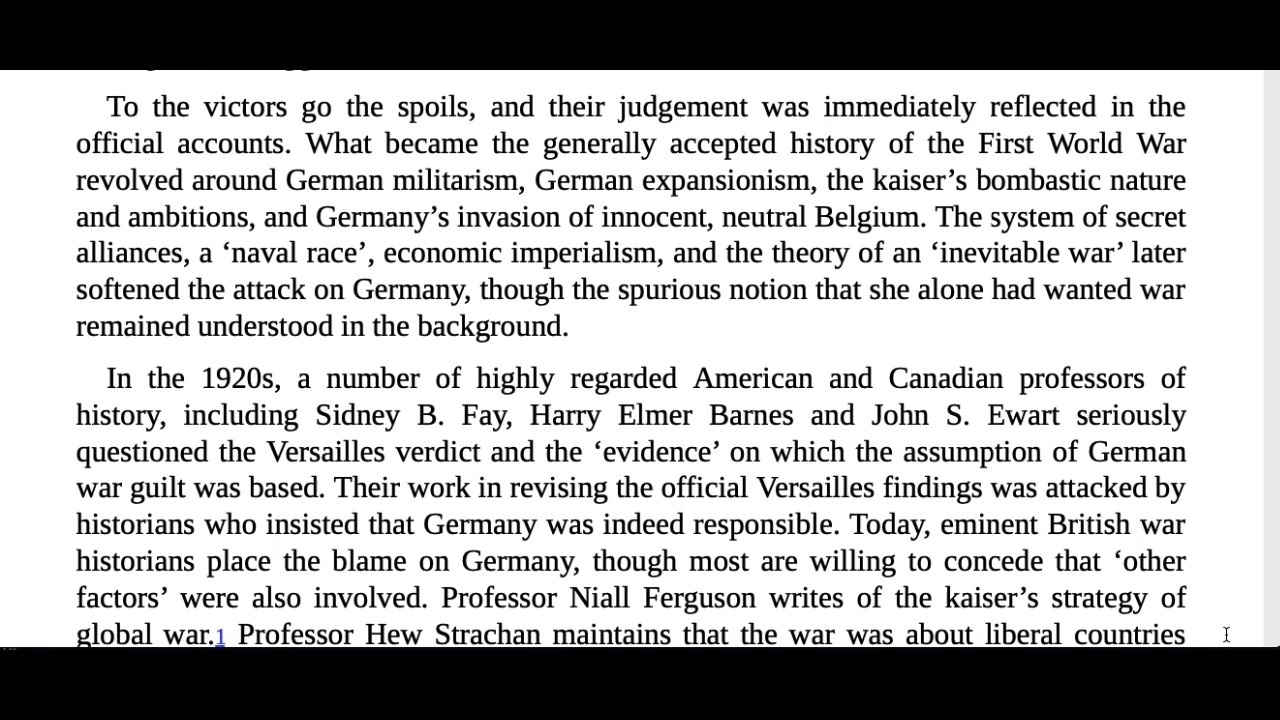 To the victors go the spoils, and their judgement was immediately reflected in the
official accounts. What became the generally accepted history of the First World War
revolved around German militarism, German expansionism, the kaiser’s bombastic nature
and ambitions, and Germany’s invasion of innocent, neutral Belgium. The system of secret
alliances, a ‘naval race’, economic imperialism, and the theory of an ‘inevitable war’ later
softened the attack on Germany, though the spurious notion that she alone had wanted war
remained understood in the background.
In the 1920s, a number of highly regarded American and Canadian professors of
history, including Sidney B. Fay, Harry Elmer Barnes and John S. Ewart seriously
questioned the Versailles verdict and the ‘evidence’ on which the assumption of German
war guilt was based. Their work in revising the official Versailles findings was attacked by
historians who insisted that Germany was indeed responsible. Today, eminent British war
historians place the blame on Germany, though most are willing to concede that ‘other
factors’ were also involved. Professor Niall Ferguson writes of the kaiser’s strategy of
global war.1 Professor Hew Strachan maintains that the war was about liberal countries